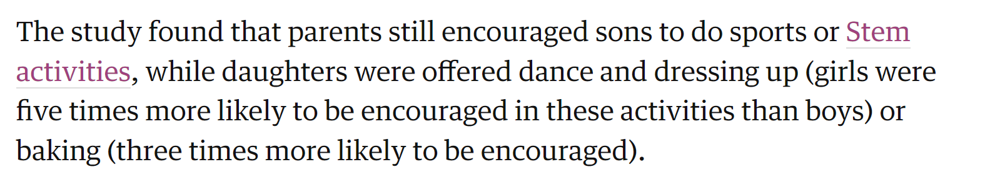 The study found that parents still encouraged sons to do sports or Stem
activities, while daughters were offered dance and dressing up (girls were
five times more likely to be encouraged in these activities than boys) or
baking (three times more likely to be encouraged).